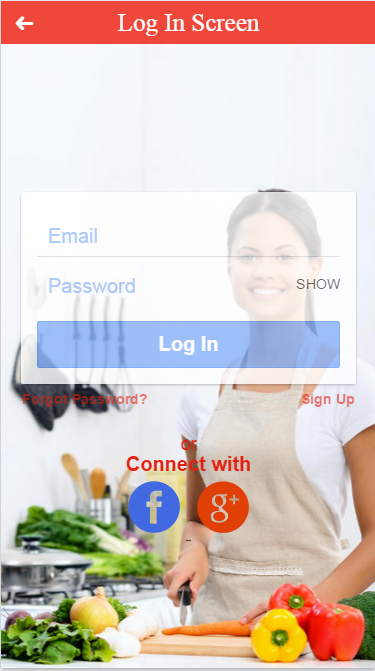 Log In Screen
Email
Password SHOW
Log In
Forgot Password? Sign Up
or
Connect with
f g+
-